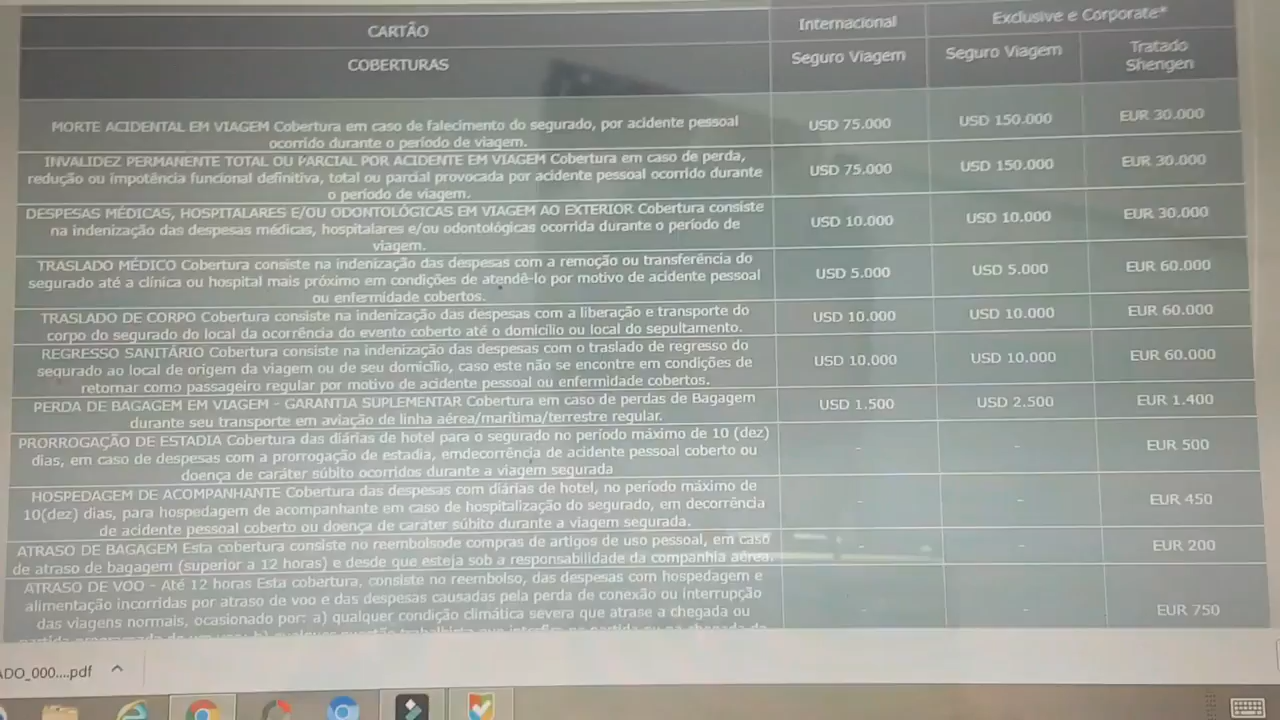 CARTÃO
Internacional
Exclusive e Corporate*
COBERTURAS
Seguro Viagem
Seguro Viagem
Tratado
Shengen
MORTE ACIDENTAL EM VIAGEM Cobertura em caso de falecimento do segurado, por acidente pessoal
ocorrido durante o período de viagem.
USD 75.000
USD 150.000
EUR 30.000
INVALIDEZ PERMANENTE TOTAL OU PARCIAL POR ACIDENTE EM VIAGEM Cobertura em caso de perda,
redução ou impotência funcional definitiva, total ou parcial provocada por acidente pessoal ocorrido durante
o período de viagem.
USD 75.000
USD 150.000
EUR 30.000
DESPESAS MÉDICAS, HOSPITALARES E/OU ODONTOLÓGICAS EM VIAGEM AO EXTERIOR Cobertura consiste
na indenização das despesas médicas, hospitalares e/ou odontológicas ocorrida durante o período de
viagem.
USD 10.000
USD 10.000
EUR 30.000
TRASLADO MÉDICO Cobertura consiste na indenização das despesas com a remoção ou transferência do
segurado até a clínica ou hospital mais próximo em condições de atendê-lo por motivo de acidente pessoal
ou enfermidade cobertos.
USD 5.000
USD 5.000
EUR 60.000
TRASLADO DE CORPO Cobertura consiste na indenização das despesas com a liberação e transporte do
corpo do segurado do local da ocorrência do evento coberto até o domicílio ou local do sepultamento.
USD 10.000
USD 10.000
EUR 60.000
REGRESSO SANITÁRIO Cobertura consiste na indenização das despesas com o traslado de regresso do
segurado ao local de origem da viagem ou de seu domicílio, caso este não se encontre em condições de
retornar como passageiro regular por motivo de acidente pessoal ou enfermidade cobertos.
USD 10.000
USD 10.000
EUR 60.000
PERDA DE BAGAGEM EM VIAGEM - GARANTIA SUPLEMENTAR Cobertura em caso de perdas de Bagagem
durante seu transporte em aviação de linha aérea/marítima/terrestre regular.
USD 1.500
USD 2.500
EUR 1.400
PRORROGAÇÃO DE ESTADIA Cobertura das diárias de hotel para o segurado no período máximo de 10 (dez)
dias, em caso de despesas com a prorrogação de estadia, emdecorrência de acidente pessoal coberto ou
doença de caráter súbito ocorridos durante a viagem segurada
-
-
EUR 500
HOSPEDAGEM DE ACOMPANHANTE Cobertura das despesas com diárias de hotel, no período máximo de
10(dez) dias, para hospedagem de acompanhante em caso de hospitalização do segurado, em decorrência
de acidente pessoal coberto ou doença de carater súbito durante a viagem segurada.
-
-
EUR 450
ATRASO DE BAGAGEM Esta cobertura consiste no reembolsode compras de artigos de uso pessoal, em caso
de atraso de bagagem (superior a 12 horas) e desde que esteja sob a responsabilidade da companhia aérea.
-
-
EUR 200
ATRASO DE VOO - Até 12 horas Esta cobertura, consiste no reembolso, das despesas com hospedagem e
alimentação incorridas por atraso de voo e das despesas causadas pela perda de conexão ou interrupção
das viagens normais, ocasionado por: a) qualquer condição climática severa que atrase a chegada ou
-
-
EUR 750
ADO_000....pdf